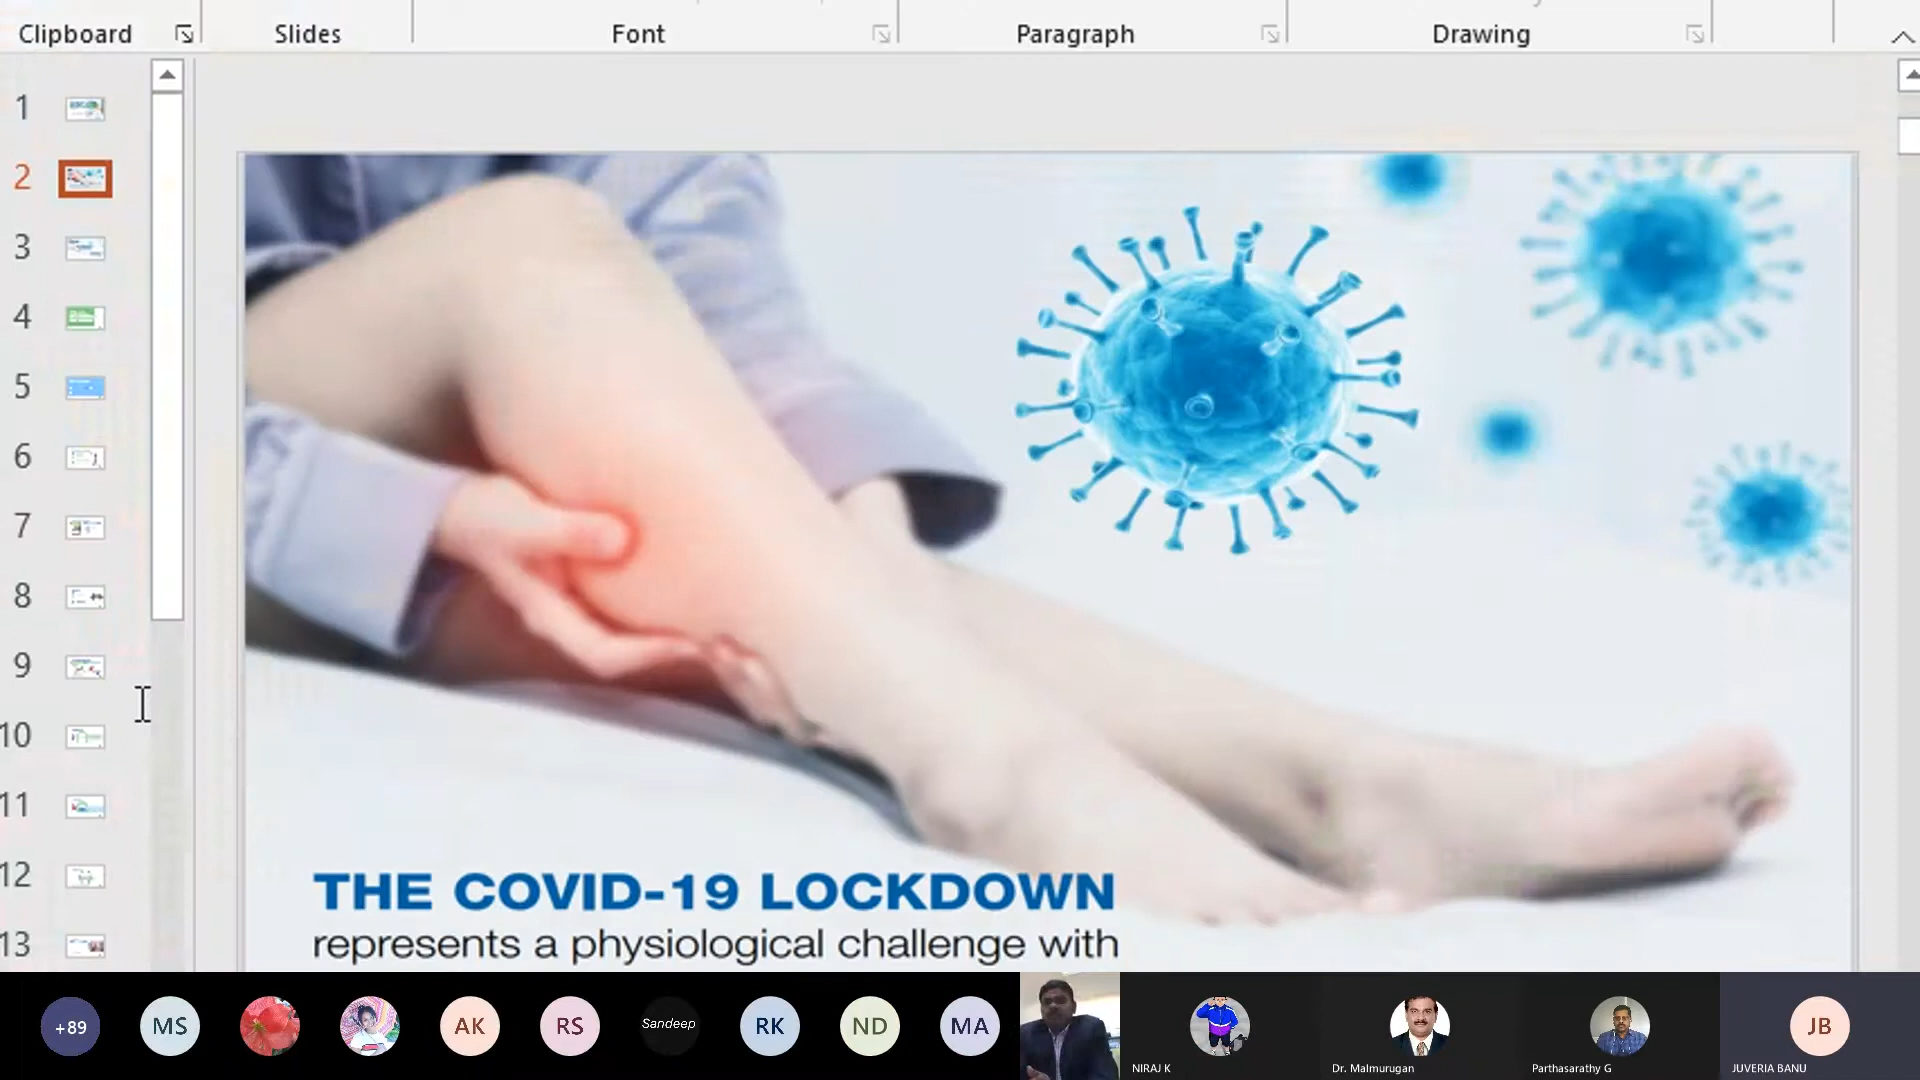 Clipboard
Slides
Font
Paragraph
Drawing
1
2
3
4
5
6
7
8
9
10
11
12
13
THE COVID-19 LOCKDOWN
represents a physiological challenge with
+89
MS
AK
RS
Sandeep
RK
ND
MA
NIRAJ K
Dr. Malmurugan
Parthasarathy G
JB
JUVERIA BANU